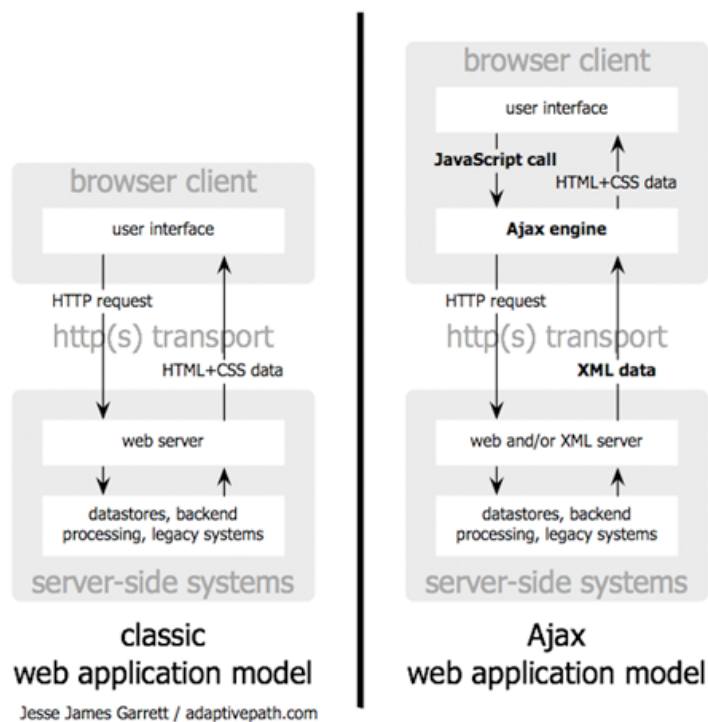 browser client
user interface
HTTP request
http(s) transport
HTML+CSS data
web server
datastores, backend
processing, legacy systems
server-side systems
classic
web application model
Jesse James Garrett / adaptivepath.com
browser client
user interface
JavaScript call
HTML+CSS data
Ajax engine
HTTP request
http(s) transport
XML data
web and/or XML server
datastores, backend
processing, legacy systems
server-side systems
Ajax
web application model